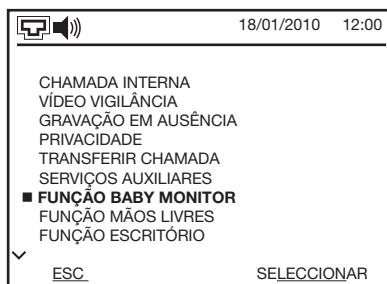 18/01/2010 12:00
CHAMADA INTERNA
VÍDEO VIGILÂNCIA
GRAVAÇÃO EM AUSÊNCIA
PRIVACIDADE
TRANSFERIR CHAMADA
SERVIÇOS AUXILIARES
■ FUNÇÃO BABY MONITOR
FUNÇÃO MÃOS LIVRES
FUNÇÃO ESCRITÓRIO
ESC SELECCIONAR